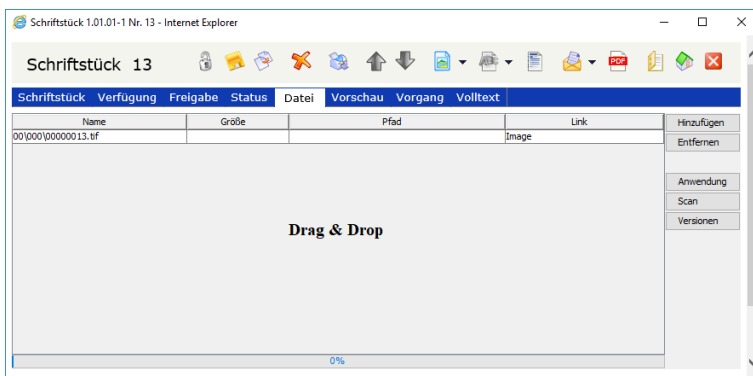 Schriftstück 1.01.01-1 Nr. 13 - Internet Explorer
Schriftstück 13
PDF
Schriftstück Verfügung Freigabe Status Datei Vorschau Vorgang Volltext
Name Größe Pfad Link Hinzufügen
00\000\00000013.tif Image
Entfernen
Anwendung
Scan
Versionen
Drag & Drop
0%